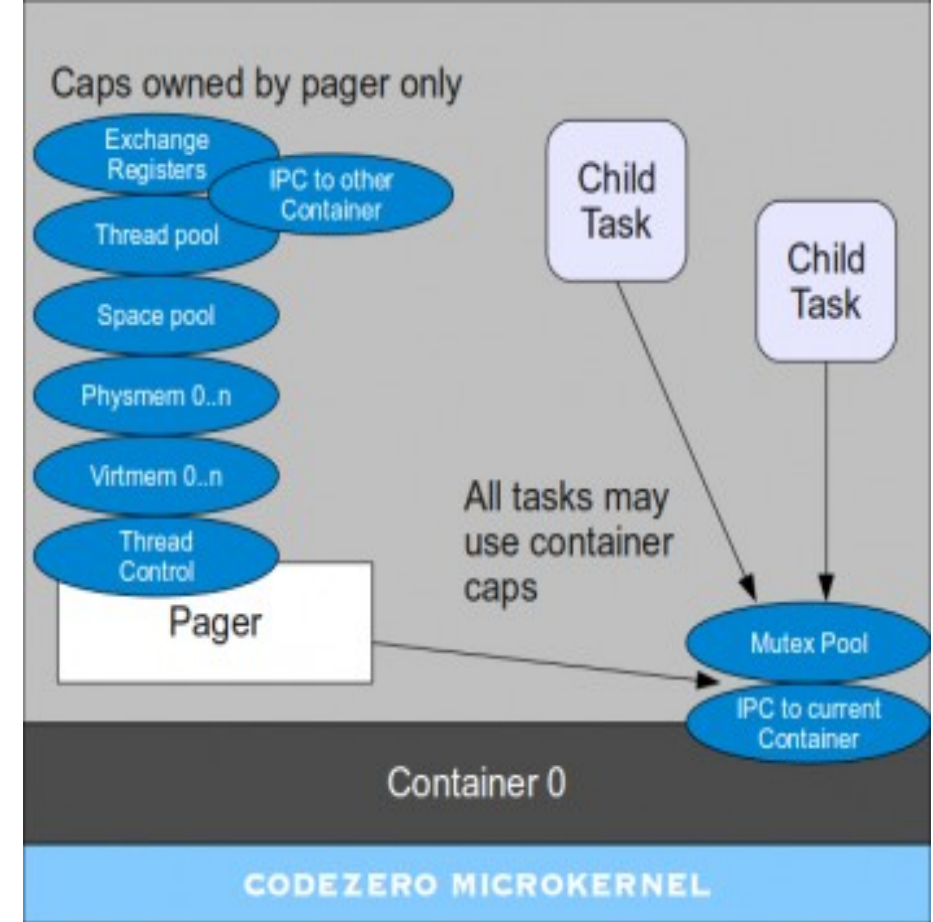 Caps owned by pager only
Exchange
Registers
IPC to other
Container
Thread pool
Space pool
Physmem 0..n
Virtmem 0..n
Thread
Control
Pager
Child
Task
Child
Task
All tasks may
use container
caps
Mutex Pool
IPC to current
Container
Container 0
CODEZERO MICROKERNEL